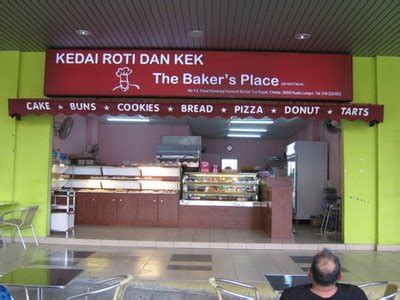 KEDAI ROTI DAN KEK
The Baker's Place
CAKE ★ BUNS ★ COOKIES ★ BREAD ★ PIZZA ★ DONUT ★ TARTS